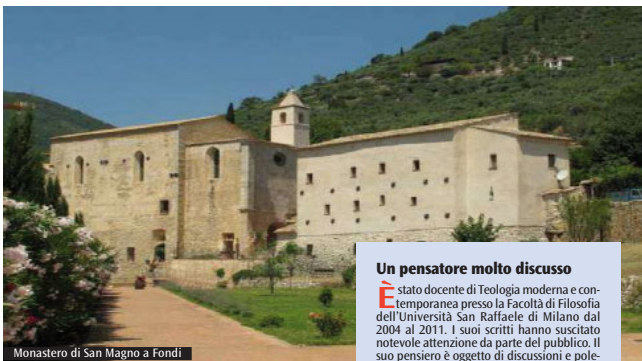 Monastero di San Magno a Fondi
Un pensatore molto discusso
È stato docente di Teologia moderna e con-
temporanea presso la Facoltà di Filosofia
dell'Università San Raffaele di Milano dal
2004 al 2011. I suoi scritti hanno suscitato
notevole attenzione da parte del pubblico. Il
suo pensiero è oggetto di discussioni e pole-